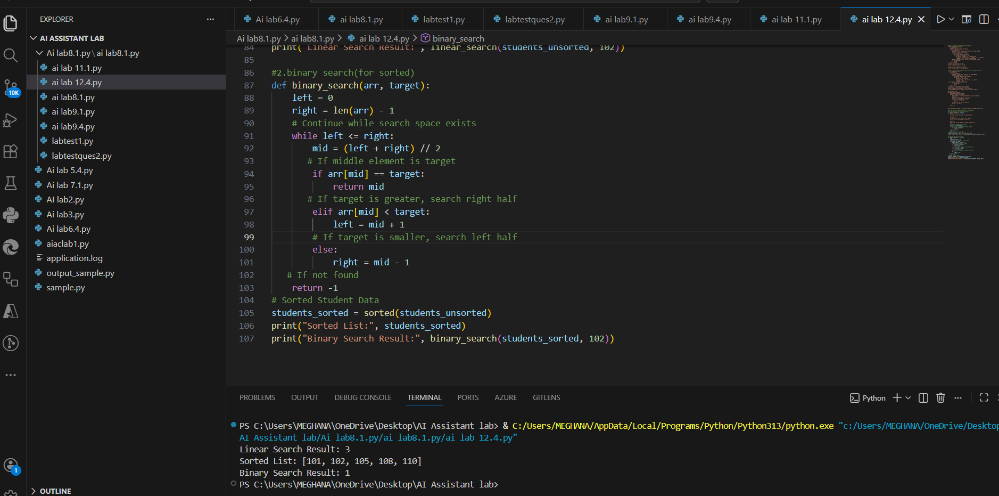 EXPLORER
AI ASSISTANT LAB
Ai lab8.1.py\ai lab8.1.py
ai lab 11.1.py
ai lab 12.4.py
ai lab8.1.py
ai lab9.1.py
ai lab9.4.py
labtest1.py
labtestques2.py
Ai lab 5.4.py
Ai lab 7.1.py
AI lab2.py
Ai lab3.py
Ai lab6.4.py
aiaclab1.py
application.log
output_sample.py
sample.py
OUTLINE
10K
1
Ai lab6.4.py ai lab8.1.py labtest1.py labtestques2.py ai lab9.1.py ai lab9.4.py ai lab 11.1.py ai lab 12.4.py
Ai lab8.1.py > ai lab8.1.py > ai lab 12.4.py > binary_search
84 print("Linear Search Result:", linear_search(students_unsorted, 102))
85
86 #2.binary search(for sorted)
87 def binary_search(arr, target):
88 left = 0
89 right = len(arr) - 1
90 # Continue while search space exists
91 while left <= right:
92 mid = (left + right) // 2
93 # If middle element is target
94 if arr[mid] == target:
95 return mid
96 # If target is greater, search right half
97 elif arr[mid] < target:
98 left = mid + 1
99 # If target is smaller, search left half
100 else:
101 right = mid - 1
102 # If not found
103 return -1
104 # Sorted Student Data
105 students_sorted = sorted(students_unsorted)
106 print("Sorted List:", students_sorted)
107 print("Binary Search Result:", binary_search(students_sorted, 102))
PROBLEMS OUTPUT DEBUG CONSOLE TERMINAL PORTS AZURE GITLENS
Python
PS C:\Users\MEGHANA\OneDrive\Desktop\AI Assistant lab> & C:/Users/MEGHANA/AppData/Local/Programs/Python/Python313/python.exe "c:/Users/MEGHANA/OneDrive/Desktop
AI Assistant lab/Ai lab8.1.py/ai lab8.1.py/ai lab 12.4.py"
Linear Search Result: 3
Sorted List: [101, 102, 105, 108, 110]
Binary Search Result: 1
PS C:\Users\MEGHANA\OneDrive\Desktop\AI Assistant lab>